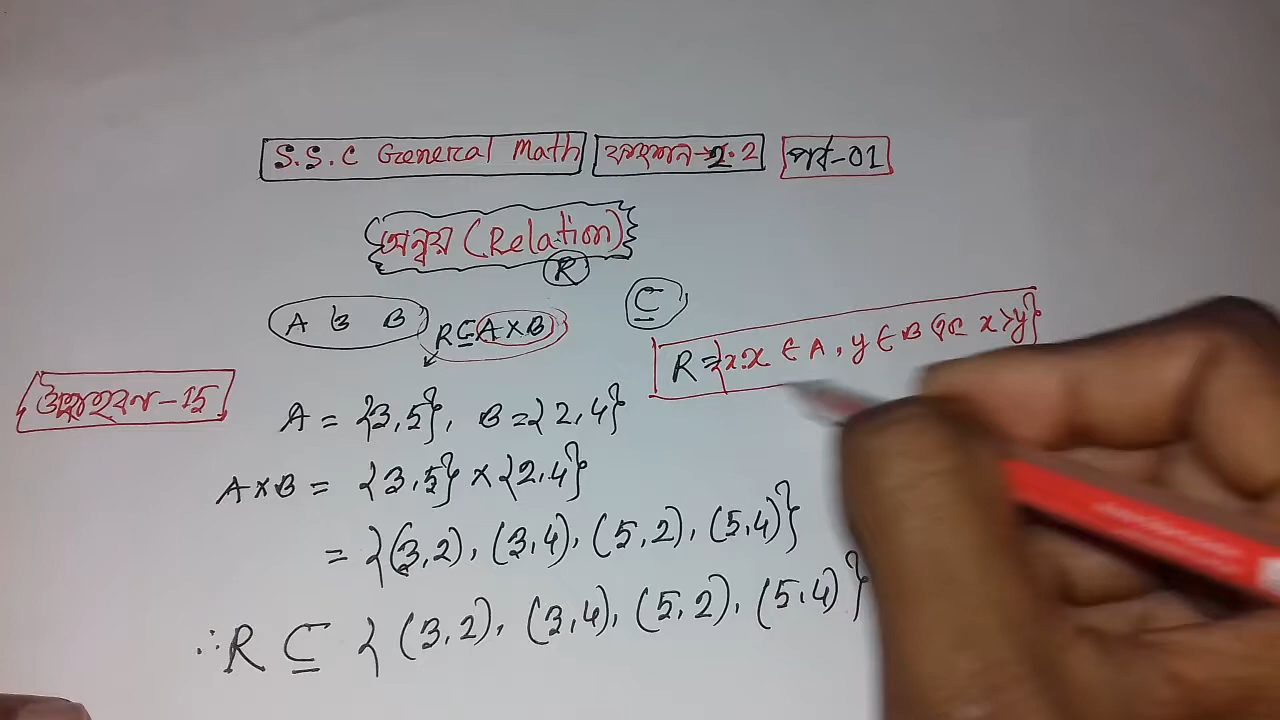 S.S.C General Math অনুশীলন-2.2 পর্ব-01
অন্বয় (Relation)
R
A B B R⊆A×B ⊆
R={x:x ∈ A, y ∈ B এবং x>y}
উদাহরণ-15
A = {3,5}, B={2,4}
A×B = {3,5} × {2,4}
= {(3,2), (3,4), (5,2), (5,4)}
∴R ⊆ {(3,2), (3,4), (5,2), (5,4)}